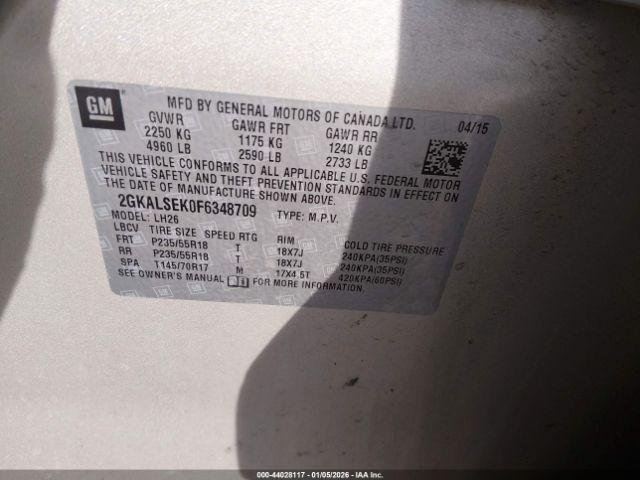 GM
MFD BY GENERAL MOTORS OF CANADA LTD. 04/15
GVWR GAWR FRT GAWR RR
2250 KG 1175 KG 1240 KG
4960 LB 2590 LB 2733 LB
THIS VEHICLE CONFORMS TO ALL APPLICABLE U.S. FEDERAL MOTOR
VEHICLE SAFETY AND THEFT PREVENTION STANDARDS IN EFFECT ON
THE DATE OF MANUFACTURE SHOWN ABOVE.
2GKALSEK0F6348709 TYPE: M.P.V.
MODEL: LH26
LBCV TIRE SIZE SPEED RTG RIM COLD TIRE PRESSURE
FRT P235/55R18 T 18X7J 240KPA(35PSI)
RR P235/55R18 T 18X7J 240KPA(35PSI)
SPA T145/70R17 M 17X4.5T 420KPA(60PSI)
SEE OWNER'S MANUAL FOR MORE INFORMATION.
000-44028117 - 01/05/2026 - IAA Inc.